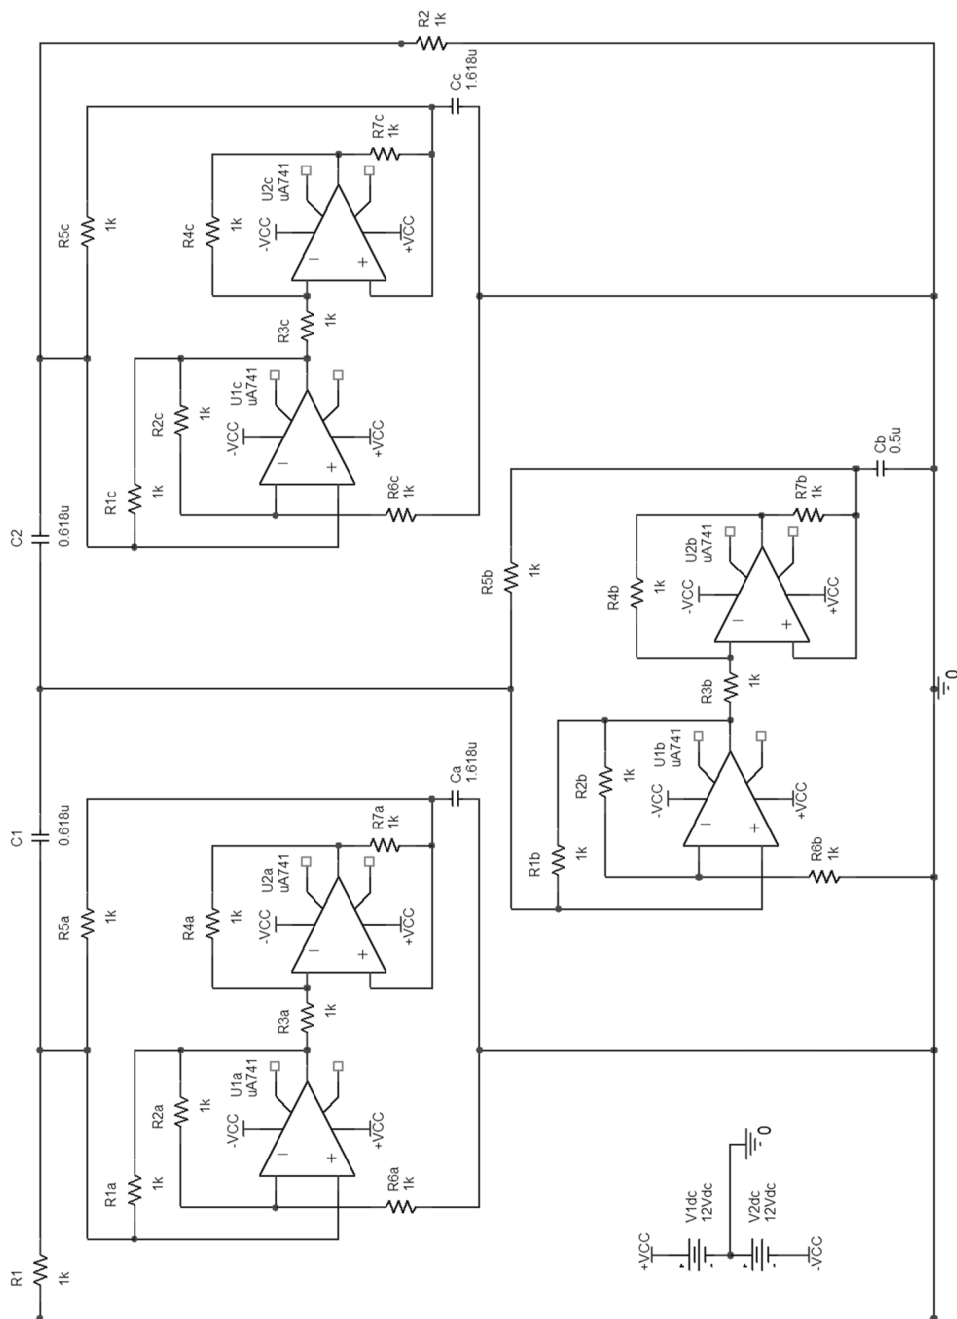 R2
1k
Cc
1.618u
R7c
1k
U2c
uA741
-VCC
+VCC
R4c
1k
R5c
1k
R3c
1k
U1c
uA741
-VCC
+VCC
R2c
1k
R1c
1k
R6c
1k
C2
0.618u
Cb
0.5u
R7b
1k
U2b
uA741
-VCC
+VCC
R4b
1k
R5b
1k
R3b
1k
0
U1b
uA741
-VCC
+VCC
R2b
1k
R1b
1k
R6b
1k
C1
0.618u
Ca
1.618u
R7a
1k
U2a
uA741
-VCC
+VCC
R4a
1k
R5a
1k
R3a
1k
U1a
uA741
-VCC
+VCC
R2a
1k
R1a
1k
R6a
1k
R1
1k
0
V1dc
12Vdc
V2dc
12Vdc
+VCC
-VCC